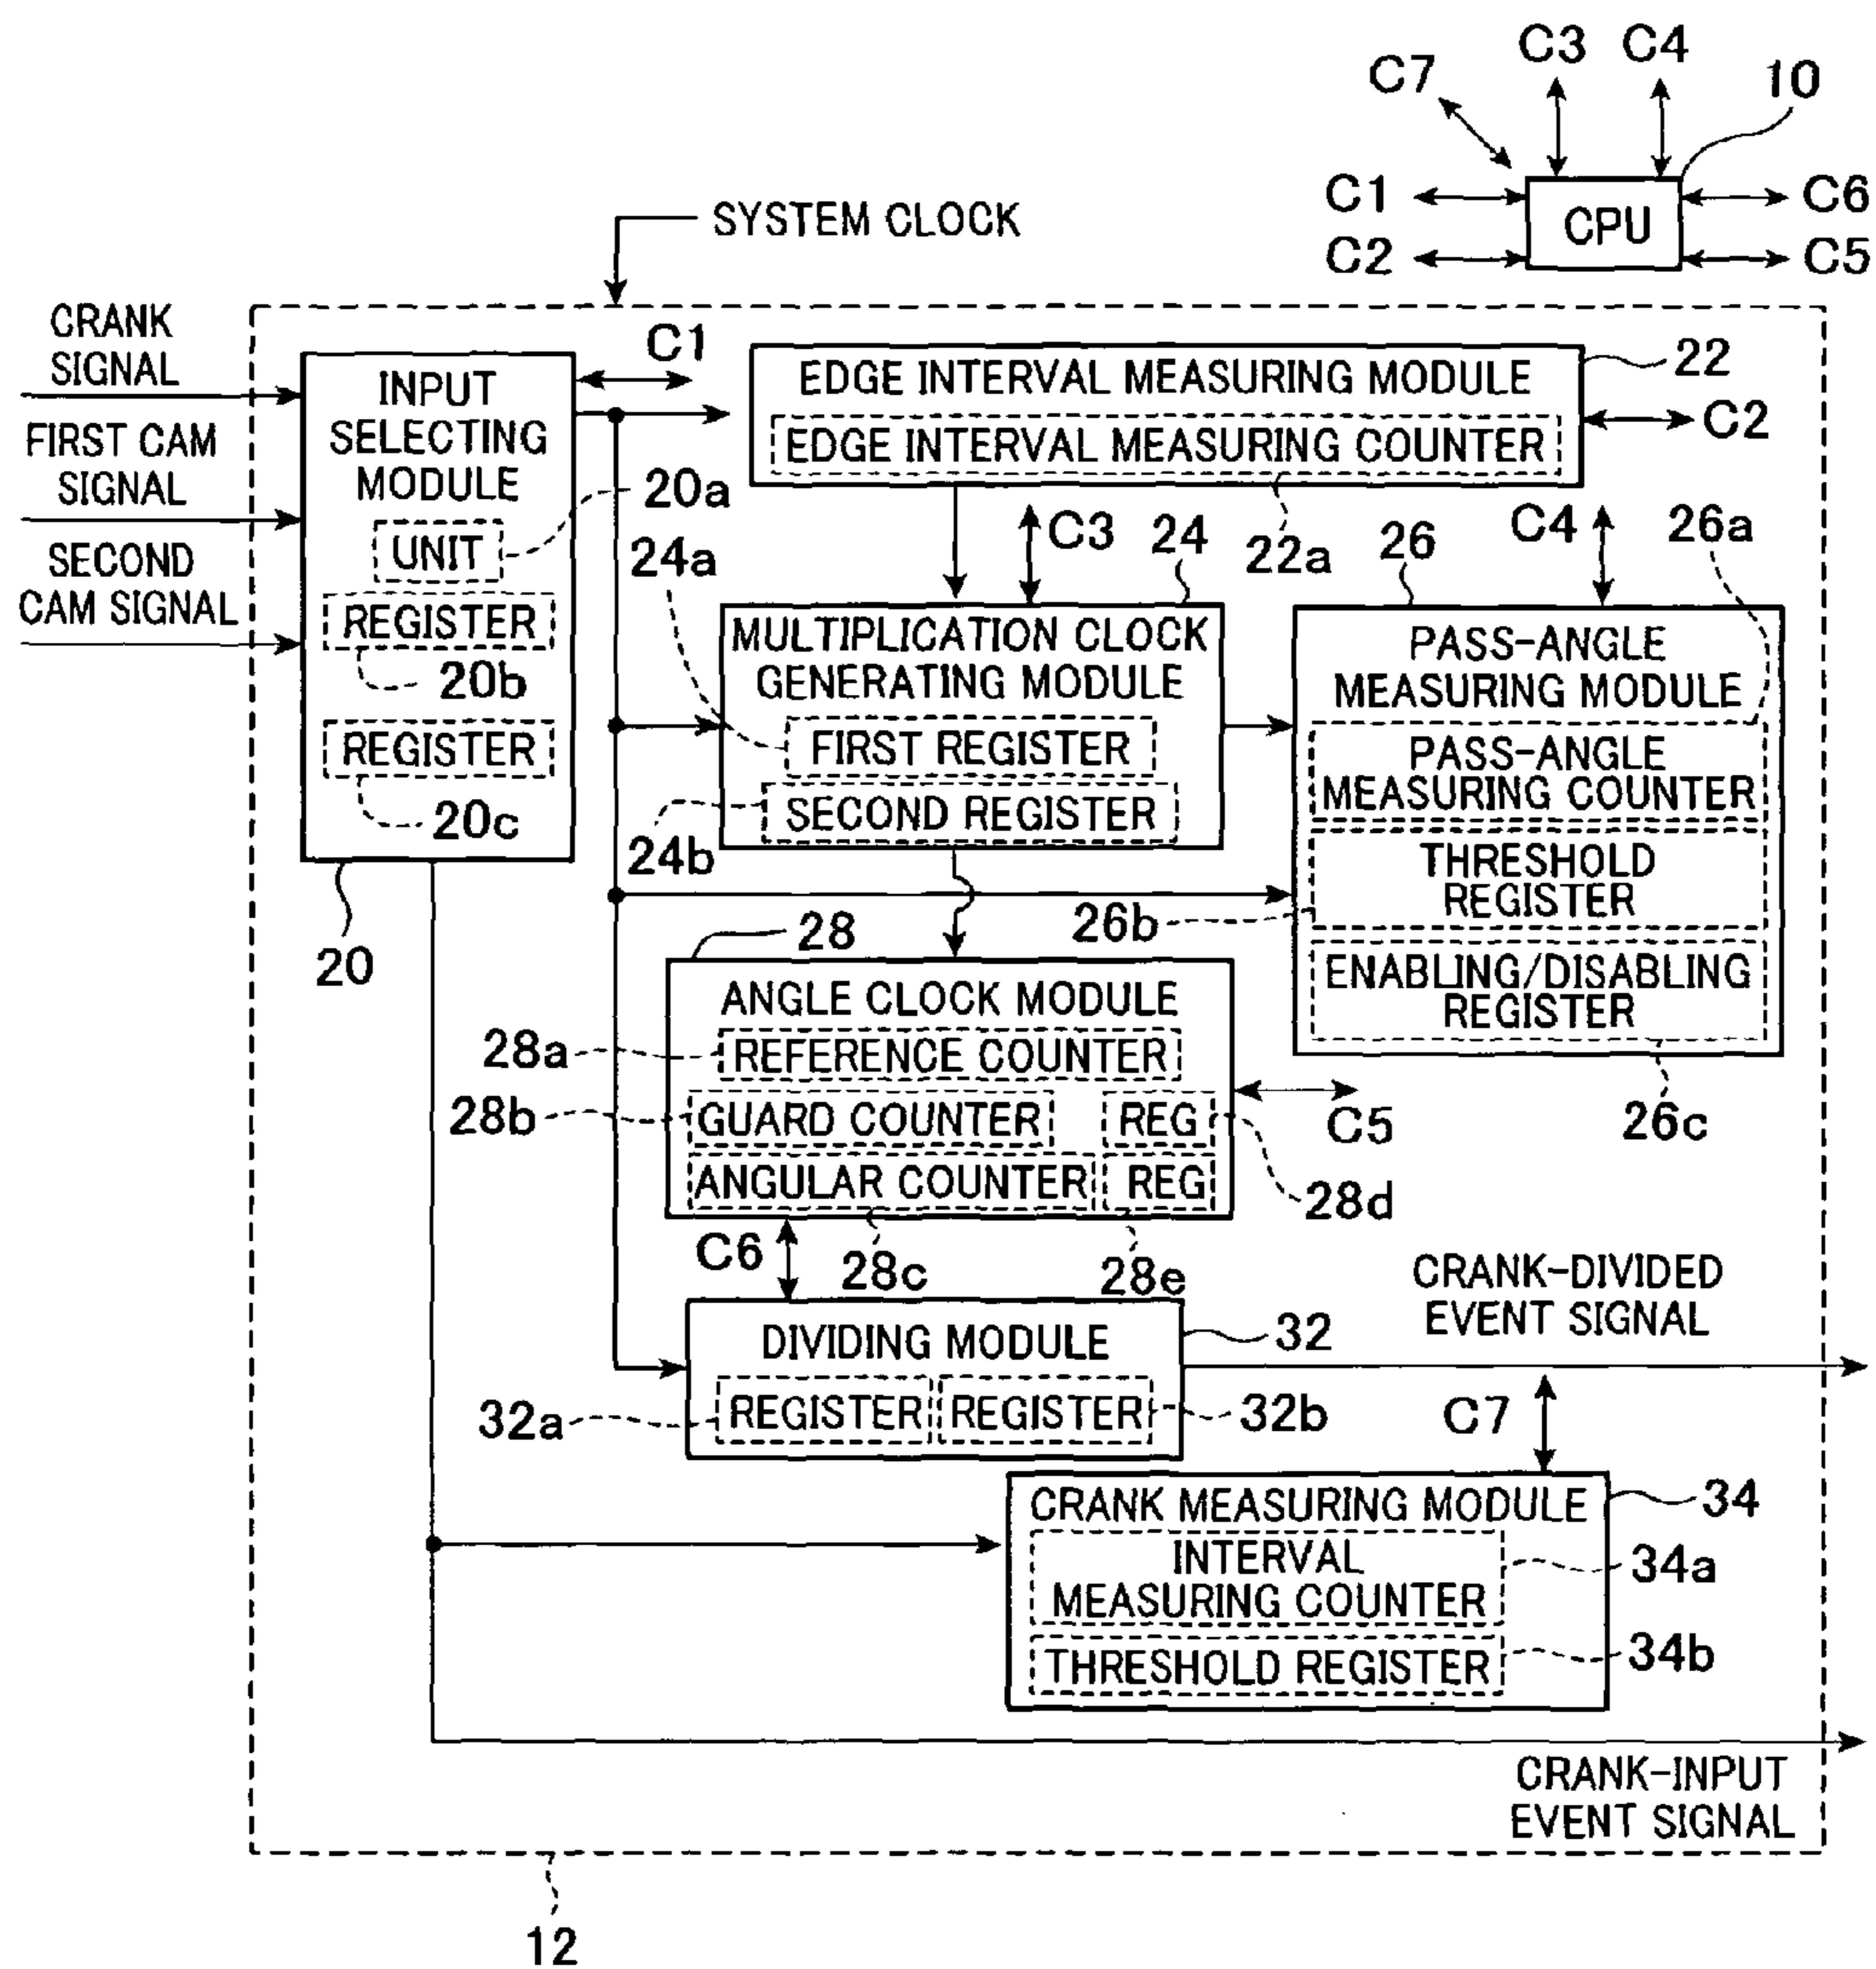 C3
C4
C7
10
C1
C6
CPU
C2
C5
SYSTEM CLOCK
CRANK
SIGNAL
FIRST CAM
SIGNAL
SECOND
CAM SIGNAL
C1
INPUT
SELECTING
MODULE
20a
UNIT
REGISTER
20b
REGISTER
20c
20
EDGE INTERVAL MEASURING MODULE
22
EDGE INTERVAL MEASURING COUNTER
C2
22a
C3
24
24a
MULTIPLICATION CLOCK
GENERATING MODULE
FIRST REGISTER
SECOND REGISTER
24b
C4
26
26a
PASS-ANGLE
MEASURING MODULE
PASS-ANGLE
MEASURING COUNTER
THRESHOLD
REGISTER
26b
ENABLING/DISABLING
REGISTER
26c
28
ANGLE CLOCK MODULE
28a
REFERENCE COUNTER
28b
GUARD COUNTER
REG
C5
ANGULAR COUNTER
REG
28d
C6
28c
28e
CRANK-DIVIDED
EVENT SIGNAL
DIVIDING MODULE
32
32a
REGISTER
REGISTER
32b
C7
CRANK MEASURING MODULE
34
INTERVAL
MEASURING COUNTER
34a
THRESHOLD REGISTER
34b
CRANK-INPUT
EVENT SIGNAL
12